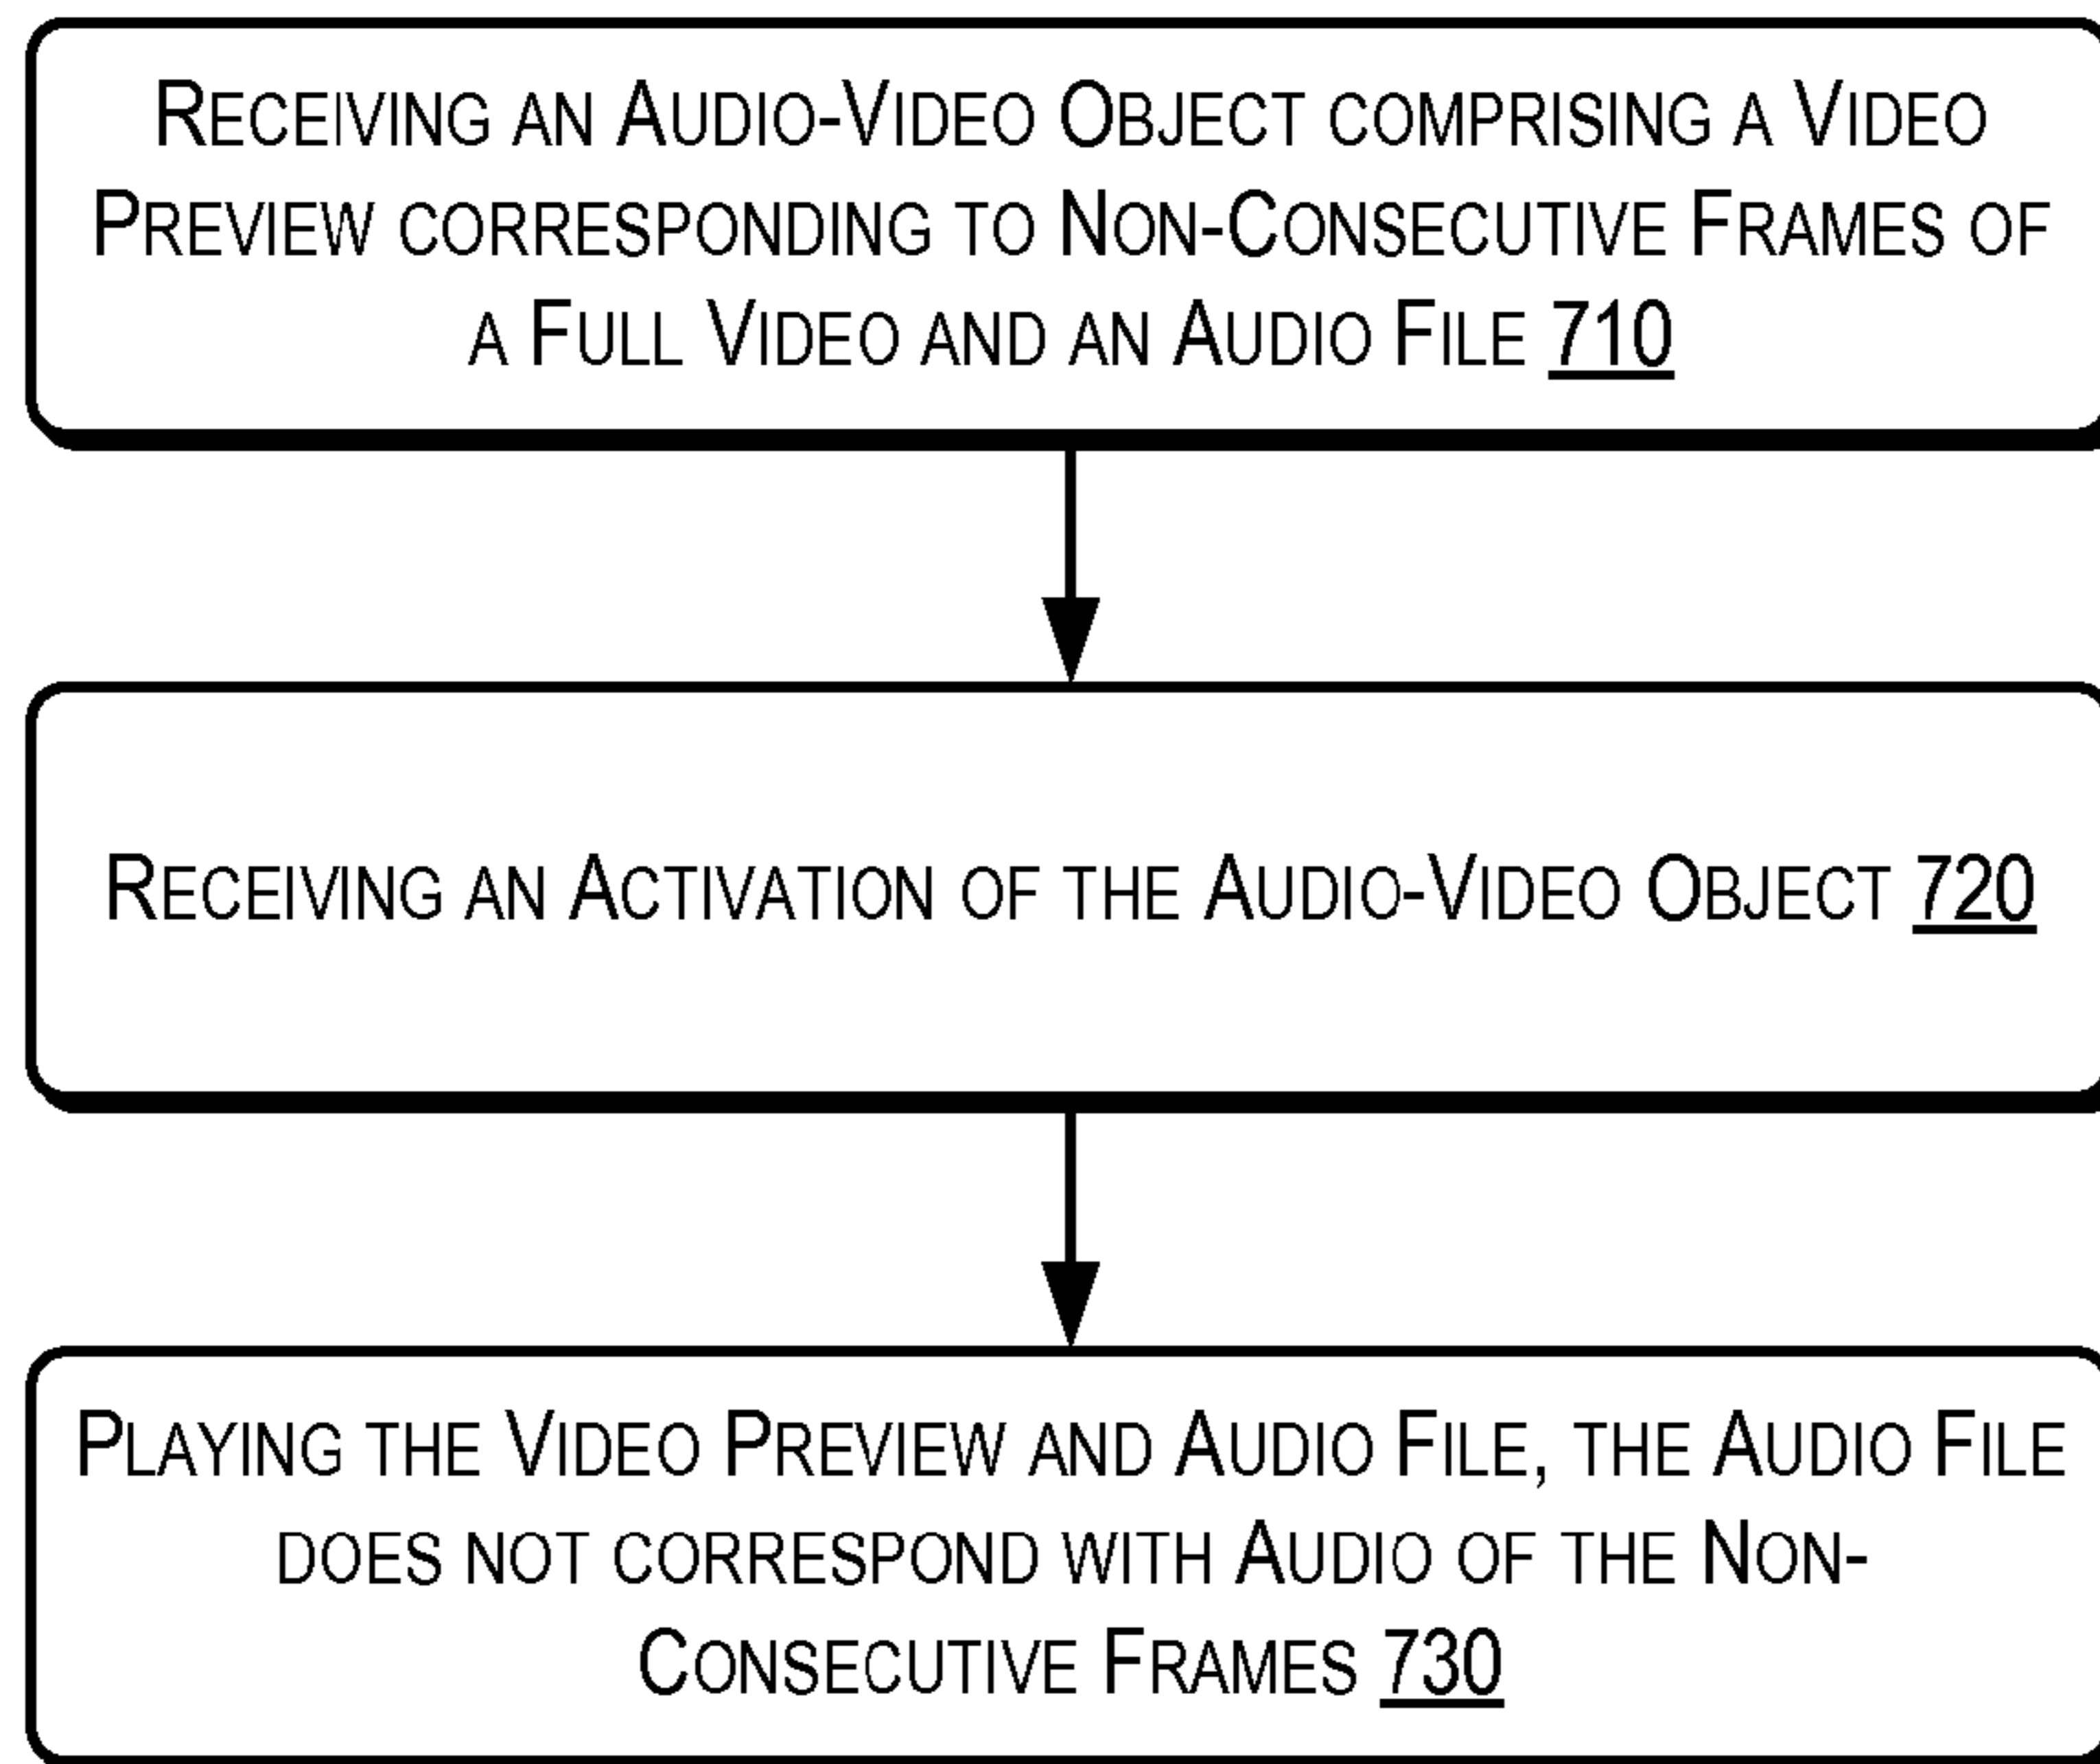 Receiving an Audio-Video Object comprising a Video
Preview corresponding to Non-Consecutive Frames of
a Full Video and an Audio File 710
Receiving an Activation of the Audio-Video Object 720
Playing the Video Preview and Audio File, the Audio File
does not correspond with Audio of the Non-
Consecutive Frames 730